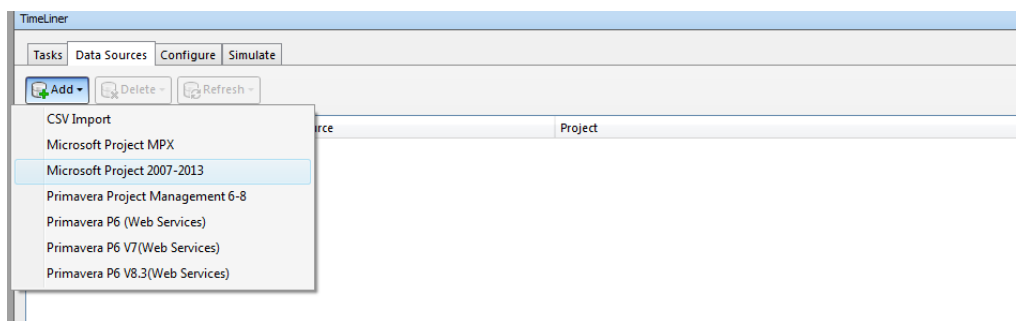 TimeLiner
Tasks Data Sources Configure Simulate
Add Delete Refresh
CSV Import
Project
Microsoft Project MPX
Microsoft Project 2007-2013
Primavera Project Management 6-8
Primavera P6 (Web Services)
Primavera P6 V7(Web Services)
Primavera P6 V8.3(Web Services)